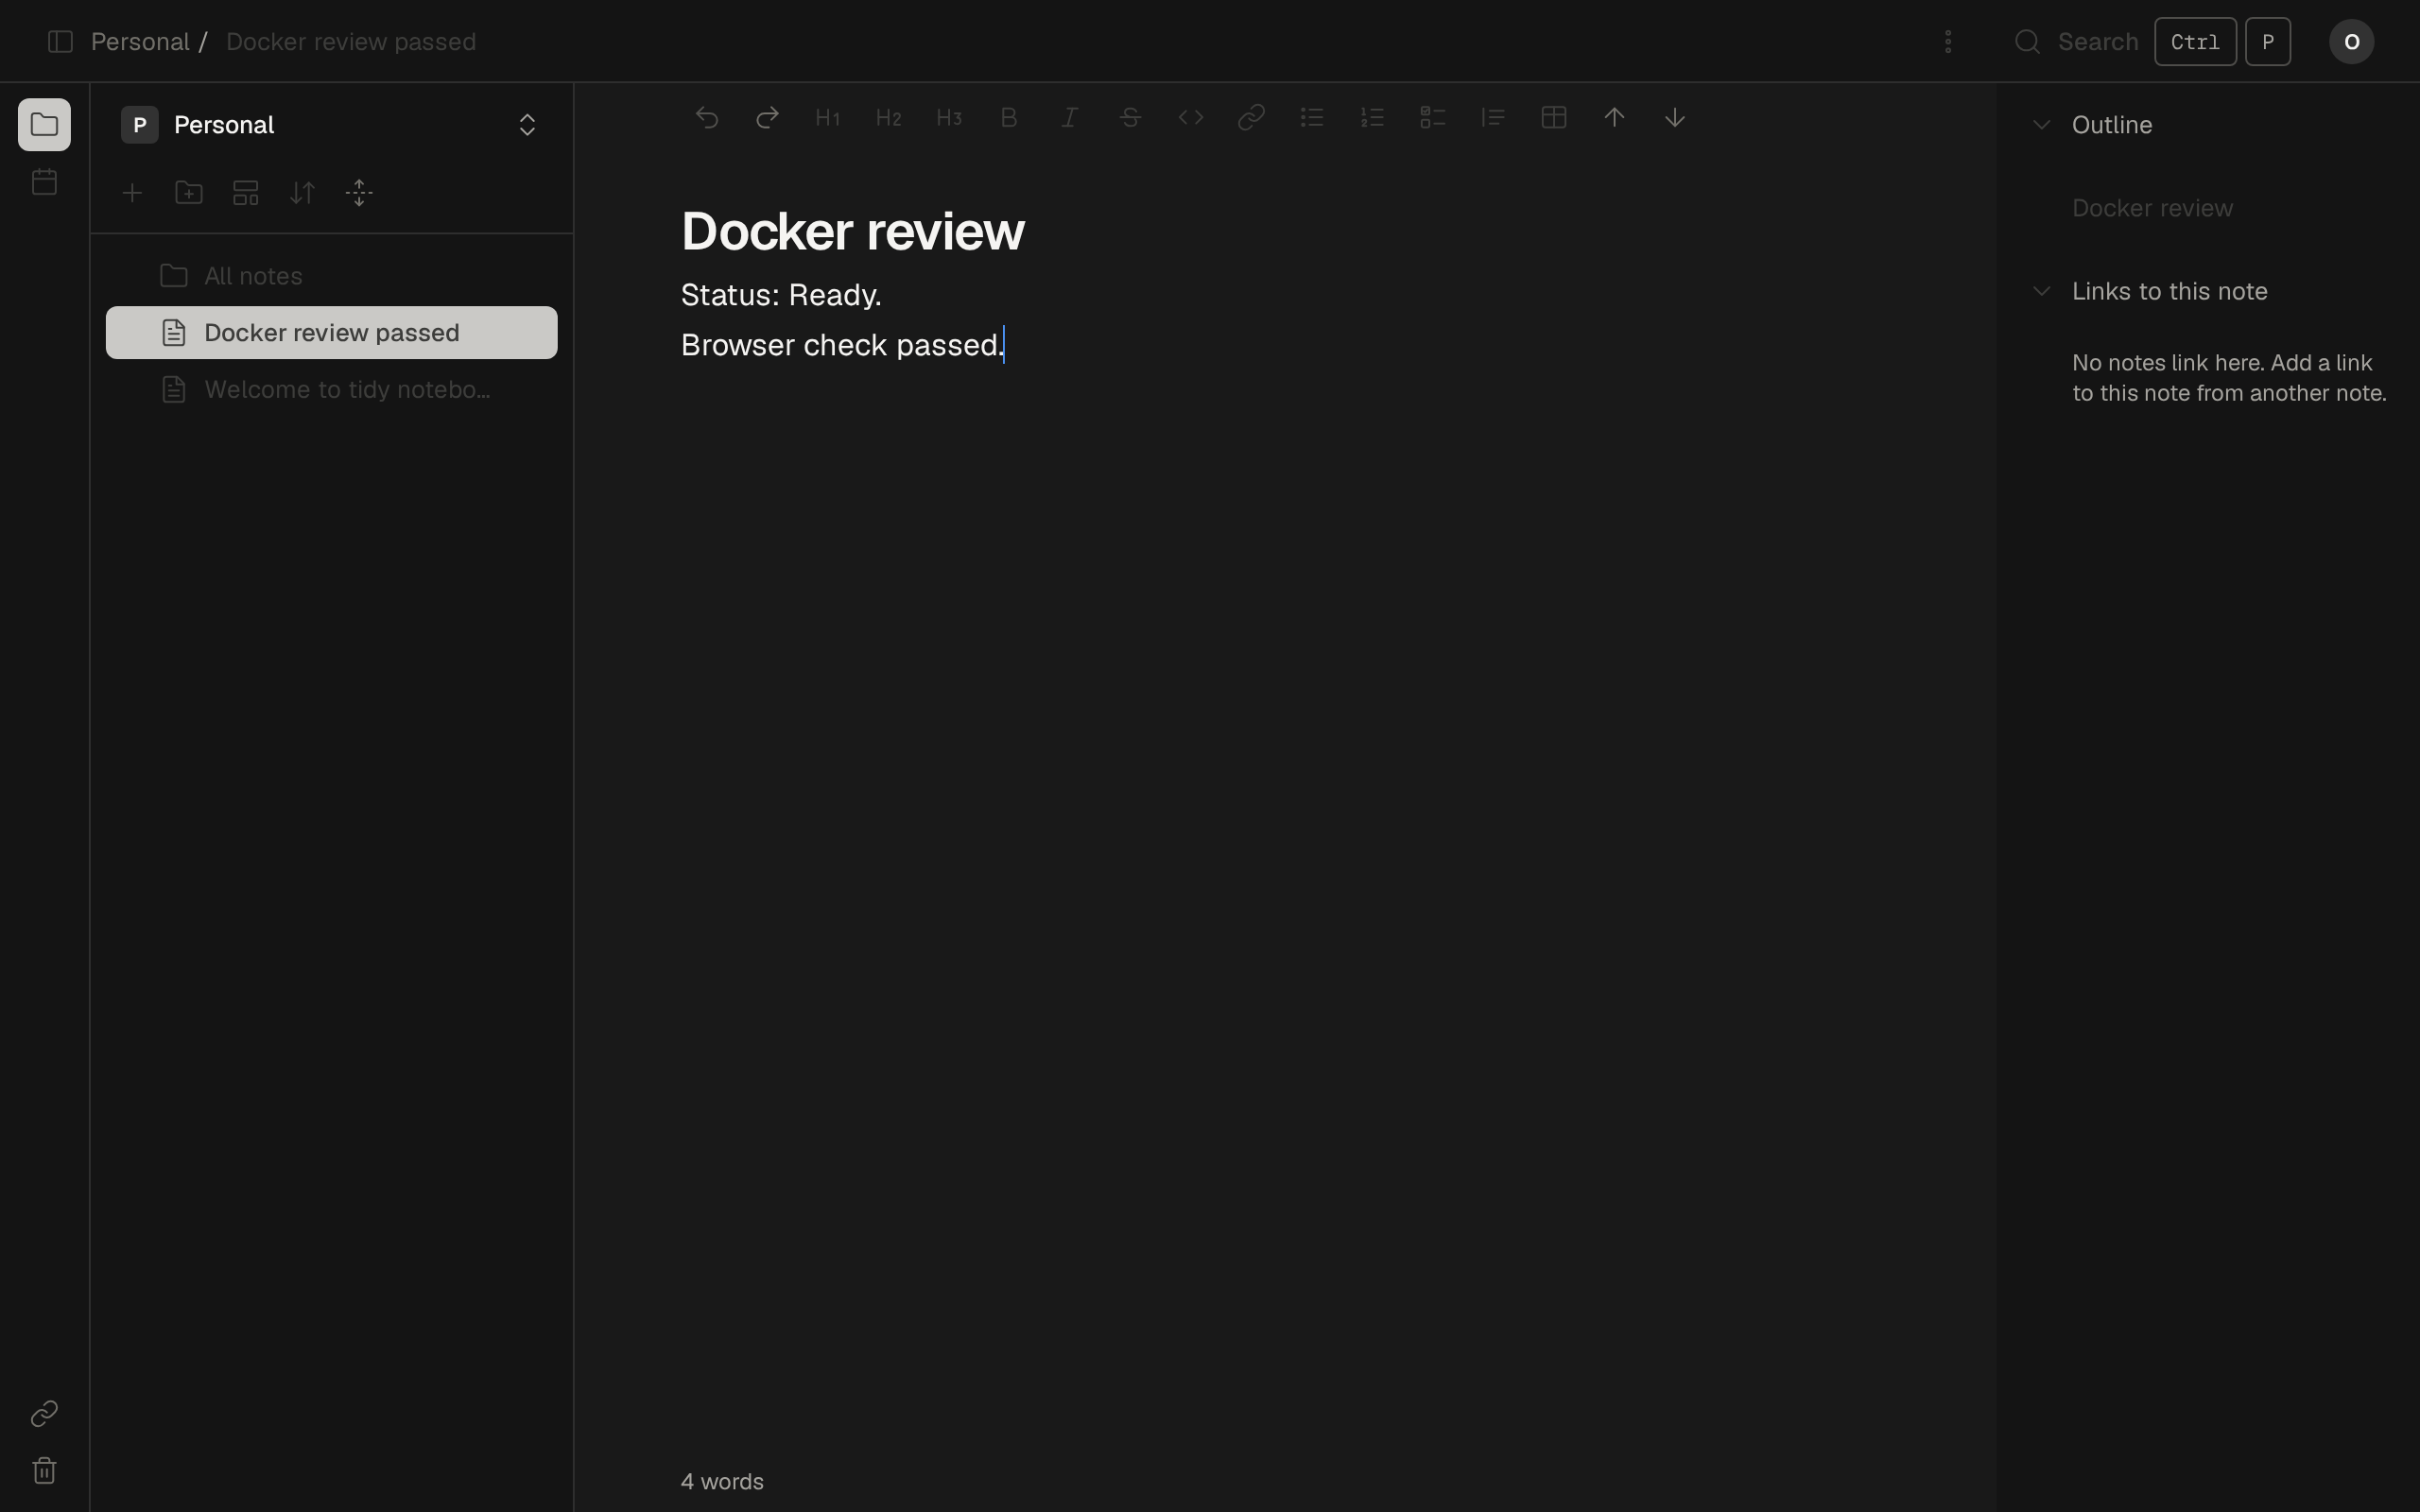 Personal / Docker review passed
Search Ctrl P O
P Personal
H1 H2 H3 B I S
All notes
Docker review passed
Welcome to tidy notebo...
Docker review
Status: Ready.
Browser check passed.
4 words
Outline
Docker review
Links to this note
No notes link here. Add a link
to this note from another note.